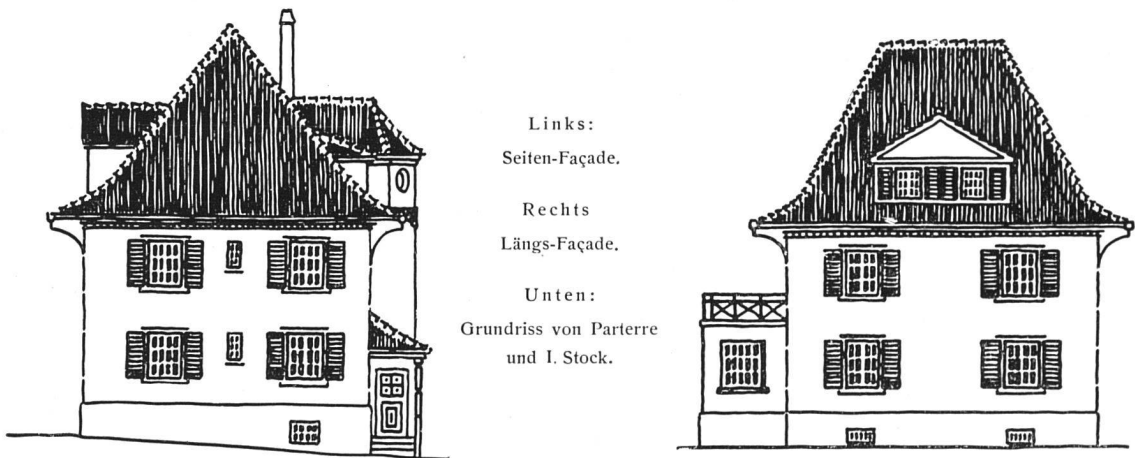 Links:
Seiten-Façade.
Rechts
Längs-Façade.
Unten:
Grundriss von Parterre
und I. Stock.